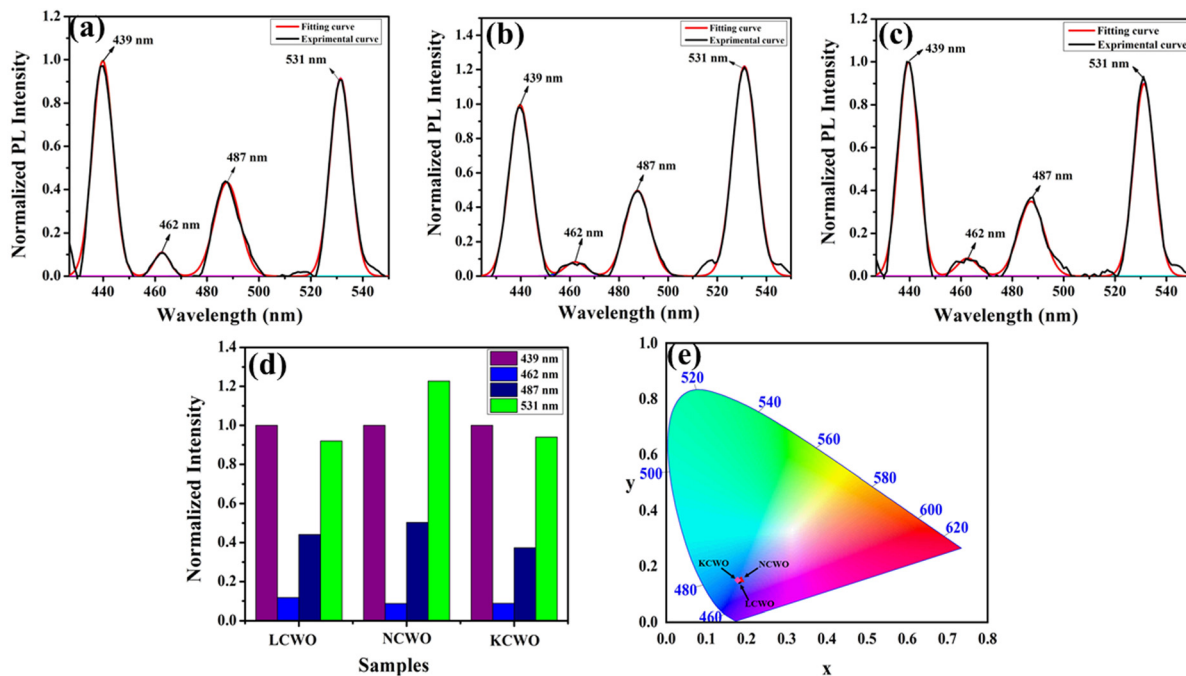 (a)
Fitting curve
Exprimental curve
439 nm
462 nm
487 nm
531 nm
Normalized PL Intensity
1.2
1.0
0.8
0.6
0.4
0.2
0.0
440 460 480 500 520 540
Wavelength (nm)
(b)
Fitting curve
Exprimental curve
439 nm
462 nm
487 nm
531 nm
Normalized PL Intensity
1.4
1.2
1.0
0.8
0.6
0.4
0.2
0.0
440 460 480 500 520 540
Wavelength (nm)
(c)
Fitting curve
Exprimental curve
439 nm
462 nm
487 nm
531 nm
Normalized PL Intensity
1.2
1.0
0.8
0.6
0.4
0.2
0.0
440 460 480 500 520 540
Wavelength (nm)
(d)
439 nm
462 nm
487 nm
531 nm
Normalized Intensity
1.4
1.2
1.0
0.8
0.6
0.4
0.2
0.0
LCWO NCWO KCWO
Samples
(e)
1.0
0.8
0.6
0.4
0.2
0.0
y
520
540
560
500
580
600
620
480
460
KCWO
NCWO
LCWO
0.0 0.1 0.2 0.3 0.4 0.5 0.6 0.7 0.8
x